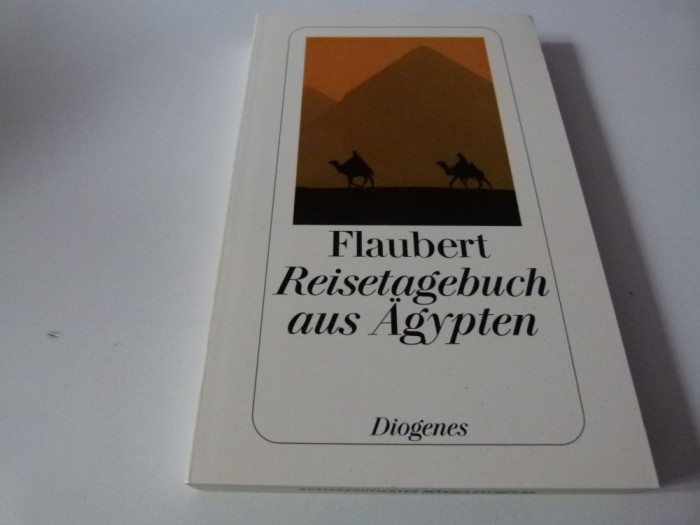 Flaubert
Reisetagebuch
aus Ägypten
Diogenes